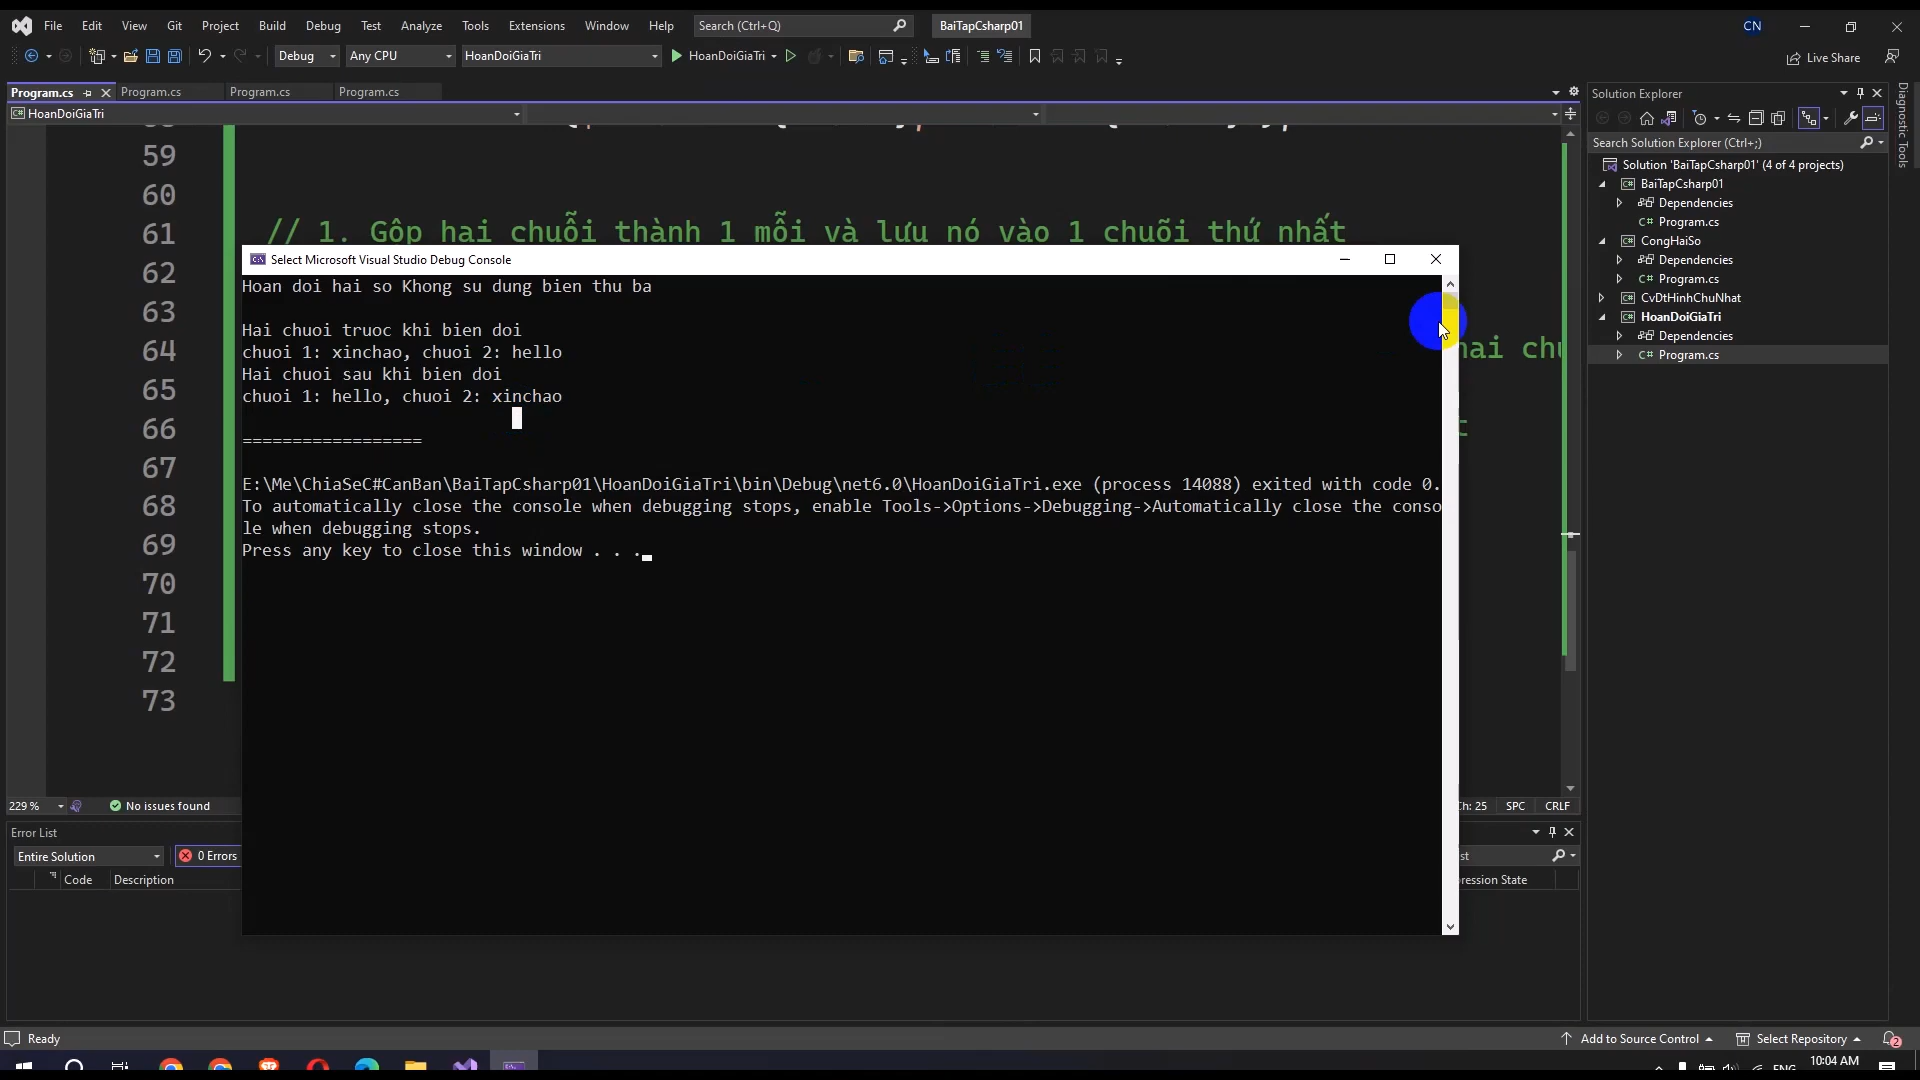 File Edit View Git Project Build Debug Test Analyze Tools Extensions Window Help Search (Ctrl+Q) BaiTapCsharp01 CN
Debug Any CPU HoanDoiGiaTri HoanDoiGiaTri Live Share
Program.cs Program.cs Program.cs Program.cs
HoanDoiGiaTri
59
60
61 // 1. Gôp hai chuỗi thành 1 mỗi và lưu nó vào 1 chuõi thứ nhất
62
63
64 hai
65
66
67
68
69
70
71
72
73
Select Microsoft Visual Studio Debug Console
Hoan doi hai so Khong su dung bien thu ba
Hai chuoi truoc khi bien doi
chuoi 1: xinchao, chuoi 2: hello
Hai chuoi sau khi bien doi
chuoi 1: hello, chuoi 2: xinchao
==================
E:\Me\ChiaSeC#CanBan\BaiTapCsharp01\HoanDoiGiaTri\bin\Debug\net6.0\HoanDoiGiaTri.exe (process 14088) exited with code 0.
To automatically close the console when debugging stops, enable Tools->Options->Debugging->Automatically close the conso
le when debugging stops.
Press any key to close this window . . .
229 % No issues found Ch: 25 SPC CRLF
Error List
Entire Solution 0 Errors
Code Description
Solution Explorer
Search Solution Explorer (Ctrl+;)
Solution 'BaiTapCsharp01' (4 of 4 projects)
BaiTapCsharp01
Dependencies
C# Program.cs
CongHaiSo
Dependencies
C# Program.cs
CvDtHinhChuNhat
HoanDoiGiaTri
Dependencies
C# Program.cs
Diagnostic Tools
Ready Add to Source Control Select Repository 2
ENG 10:04 AM